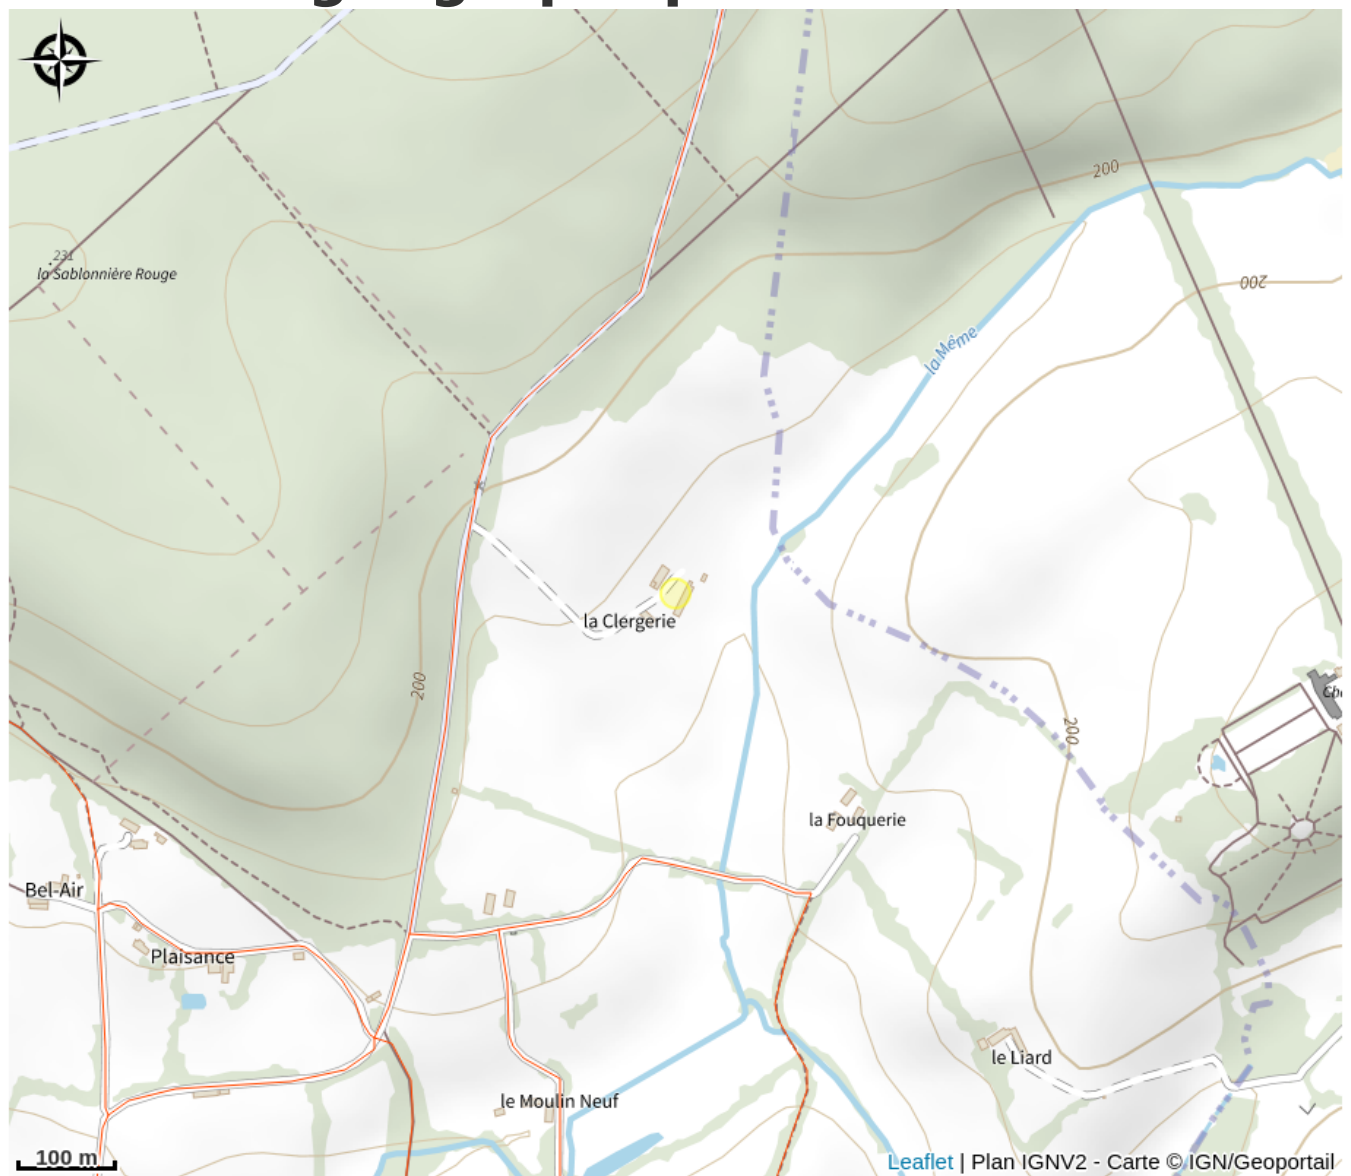 200
231
la Sablonnière Rouge
200
la Même
la Clergerie
200
200
la Fouquerie
Bel-Air
Plaisance
le Liard
le Moulin Neuf
100 m
Leaflet | Plan IGNV2 - Carte © IGN/Geoportail